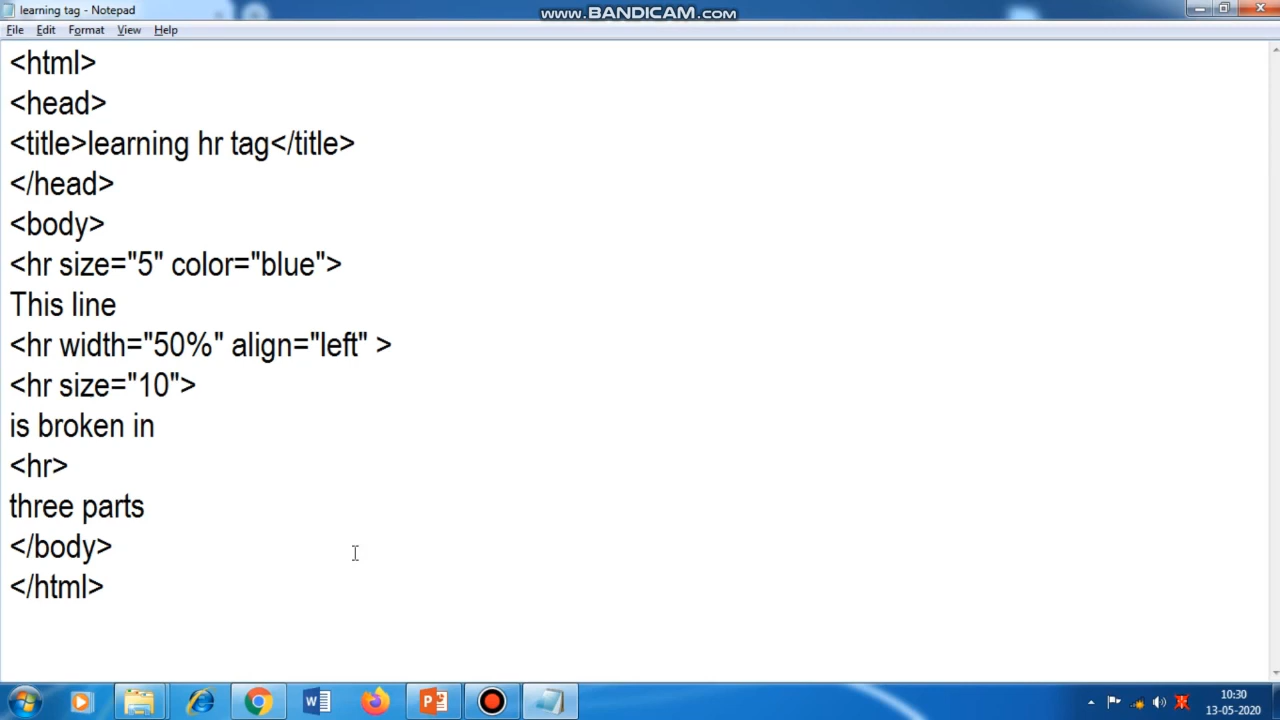 learning tag - Notepad
www.BANDICAM.com
File Edit Format View Help
<html>
<head>
<title>learning hr tag</title>
</head>
<body>
<hr size="5" color="blue">
This line
<hr width="50%" align="left" >
<hr size="10">
is broken in
<hr>
three parts
</body>
</html>
10:30
13-05-2020